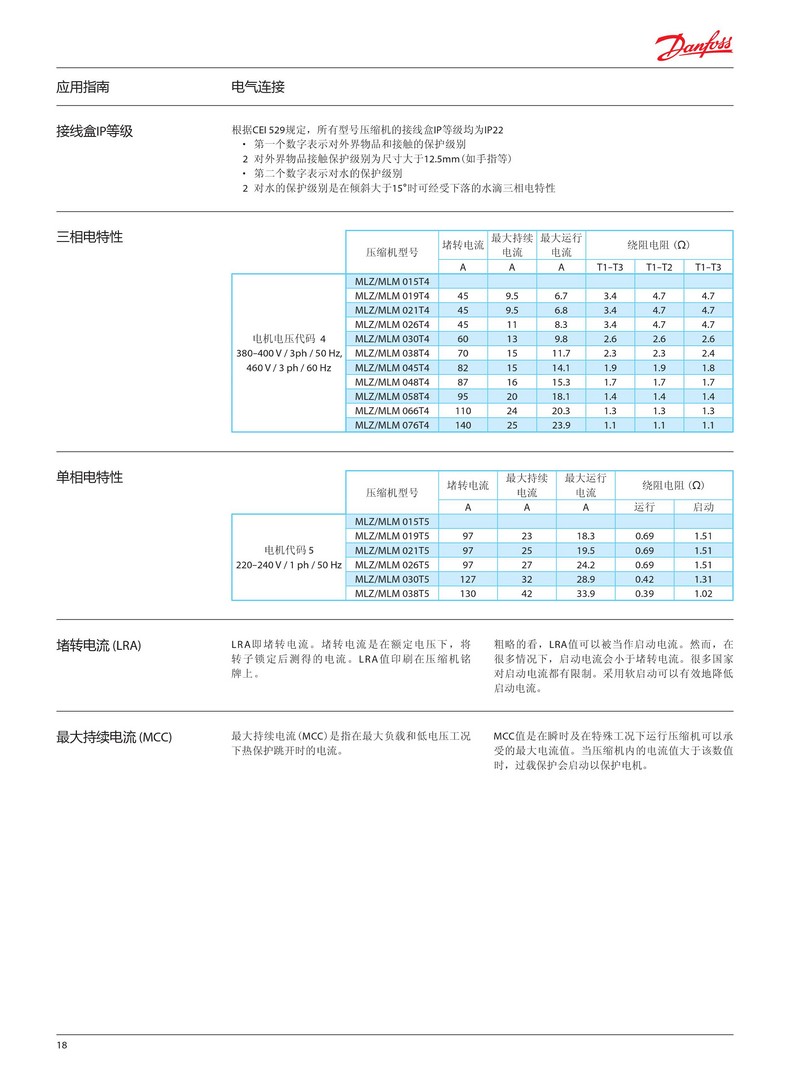 Danfoss
应用指南 电气连接
接线盒IP等级
根据CEI 529规定，所有型号压缩机的接线盒IP等级均为IP22
• 第一个数字表示对外界物品和接触的保护级别
2 对外界物品接触保护级别为尺寸大于12.5mm（如手指等）
• 第二个数字表示对水的保护级别
2 对水的保护级别是在倾斜大于15°时可经受下落的水滴三相电特性
三相电特性
压缩机型号 堵转电流 最大持续电流 最大运行电流 绕阻电阻（Ω）
A A A T1–T3 T1–T2 T1–T3
电机电压代码 4
380–400 V / 3ph / 50 Hz,
460 V / 3 ph / 60 Hz
MLZ/MLM 015T4
MLZ/MLM 019T4 45 9.5 6.7 3.4 4.7 4.7
MLZ/MLM 021T4 45 9.5 6.8 3.4 4.7 4.7
MLZ/MLM 026T4 45 11 8.3 3.4 4.7 4.7
MLZ/MLM 030T4 60 13 9.8 2.6 2.6 2.6
MLZ/MLM 038T4 70 15 11.7 2.3 2.3 2.4
MLZ/MLM 045T4 82 15 14.1 1.9 1.9 1.8
MLZ/MLM 048T4 87 16 15.3 1.7 1.7 1.7
MLZ/MLM 058T4 95 20 18.1 1.4 1.4 1.4
MLZ/MLM 066T4 110 24 20.3 1.3 1.3 1.3
MLZ/MLM 076T4 140 25 23.9 1.1 1.1 1.1
单相电特性
压缩机型号 堵转电流 最大持续电流 最大运行电流 绕阻电阻（Ω）
A A A 运行 启动
电机代码 5
220–240 V / 1 ph / 50 Hz
MLZ/MLM 015T5
MLZ/MLM 019T5 97 23 18.3 0.69 1.51
MLZ/MLM 021T5 97 25 19.5 0.69 1.51
MLZ/MLM 026T5 97 27 24.2 0.69 1.51
MLZ/MLM 030T5 127 32 28.9 0.42 1.31
MLZ/MLM 038T5 130 42 33.9 0.39 1.02
堵转电流 (LRA)
LRA即堵转电流。堵转电流是在额定电压下，将
转子锁定后测得的电流。LRA值印刷在压缩机铭
牌上。
粗略的看，LRA值可以被当作启动电流。然而，在
很多情况下，启动电流会小于堵转电流。很多国家
对启动电流都有限制。采用软启动可以有效地降低
启动电流。
最大持续电流 (MCC)
最大持续电流（MCC）是指在最大负载和低电压工况
下热保护跳开时的电流。
MCC值是在瞬时及在特殊工况下运行压缩机可以承
受的最大电流值。当压缩机内的电流值大于该数值
时，过载保护会启动以保护电机。
18